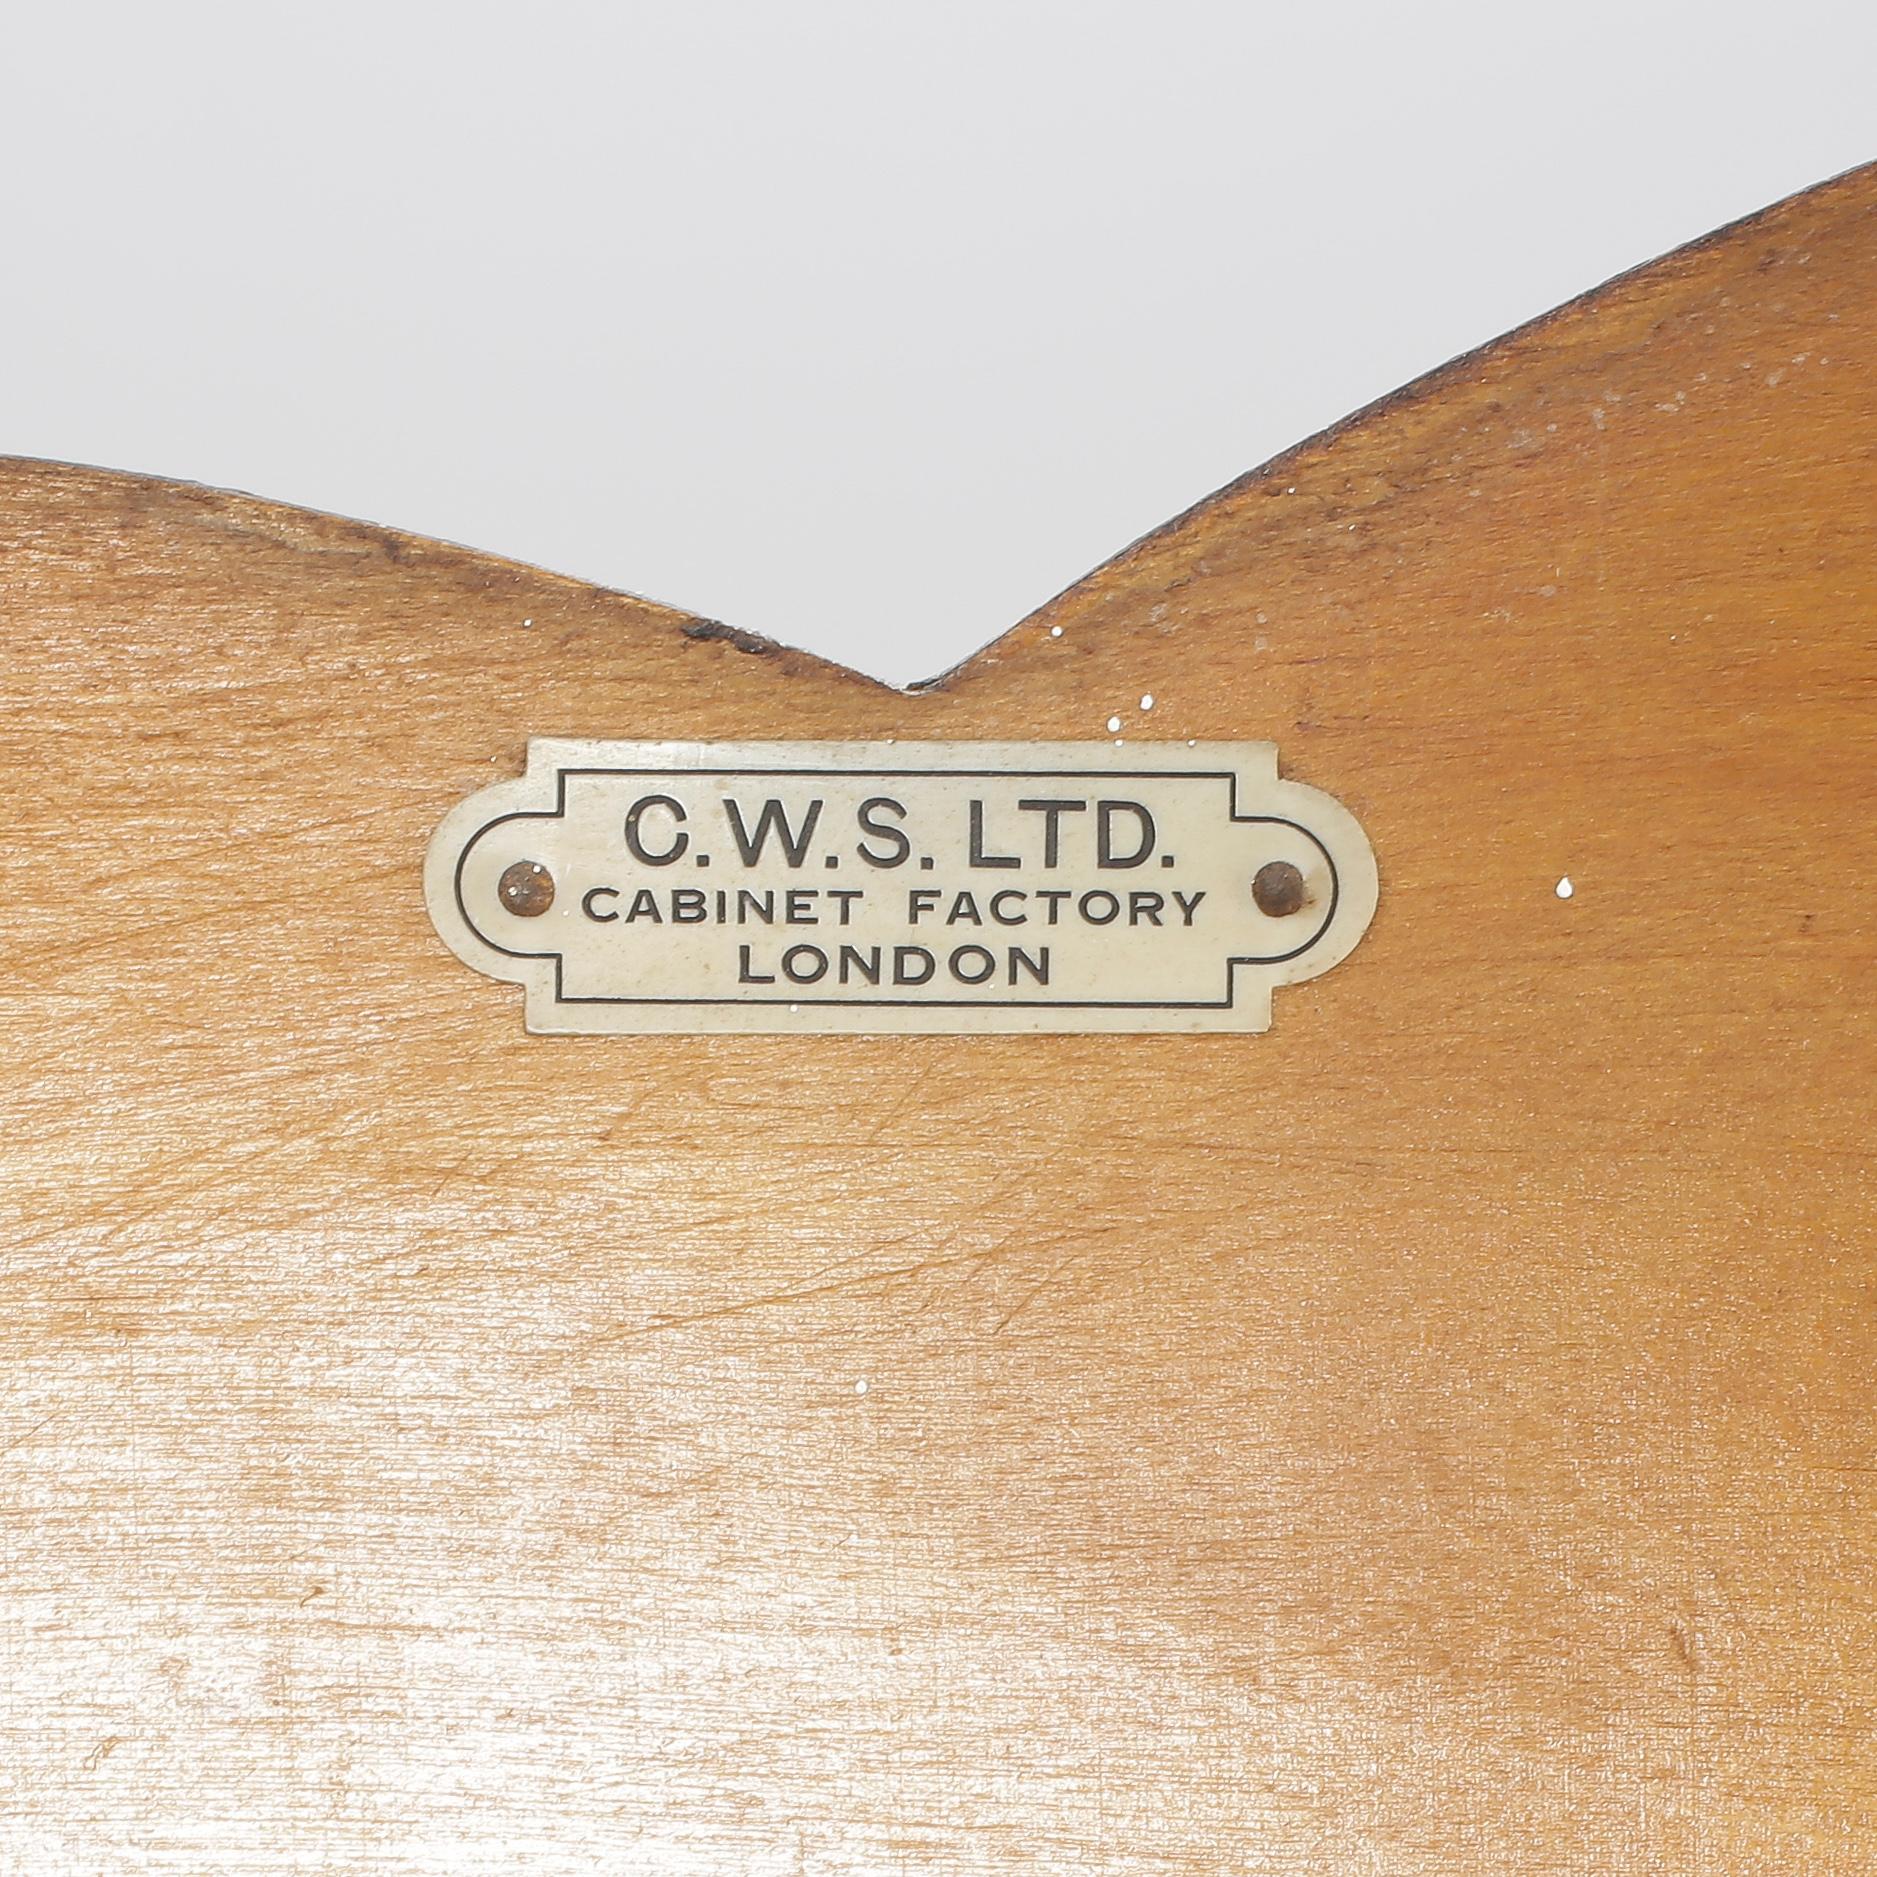 C.W.S. LTD.
CABINET FACTORY
LONDON